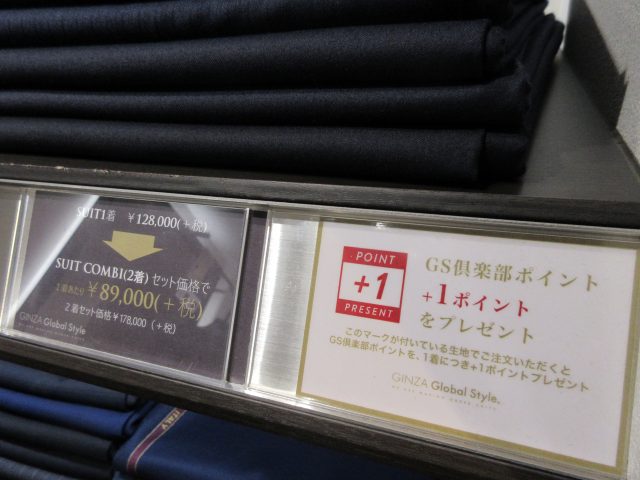 SUIT1着 ¥128,000(+税)
SUIT COMBI(2着)セット価格で
1着あたり¥89,000(+税)
2着セット価格¥178,000(+税)
GINZA Global Style
POINT
+1
PRESENT
GS倶楽部ポイント
+1ポイント
をプレゼント
このマークが付いている生地でご注文いただくと
GS倶楽部ポイントを、1着につき+1ポイントプレゼント
GINZA Global Style.
ITALY